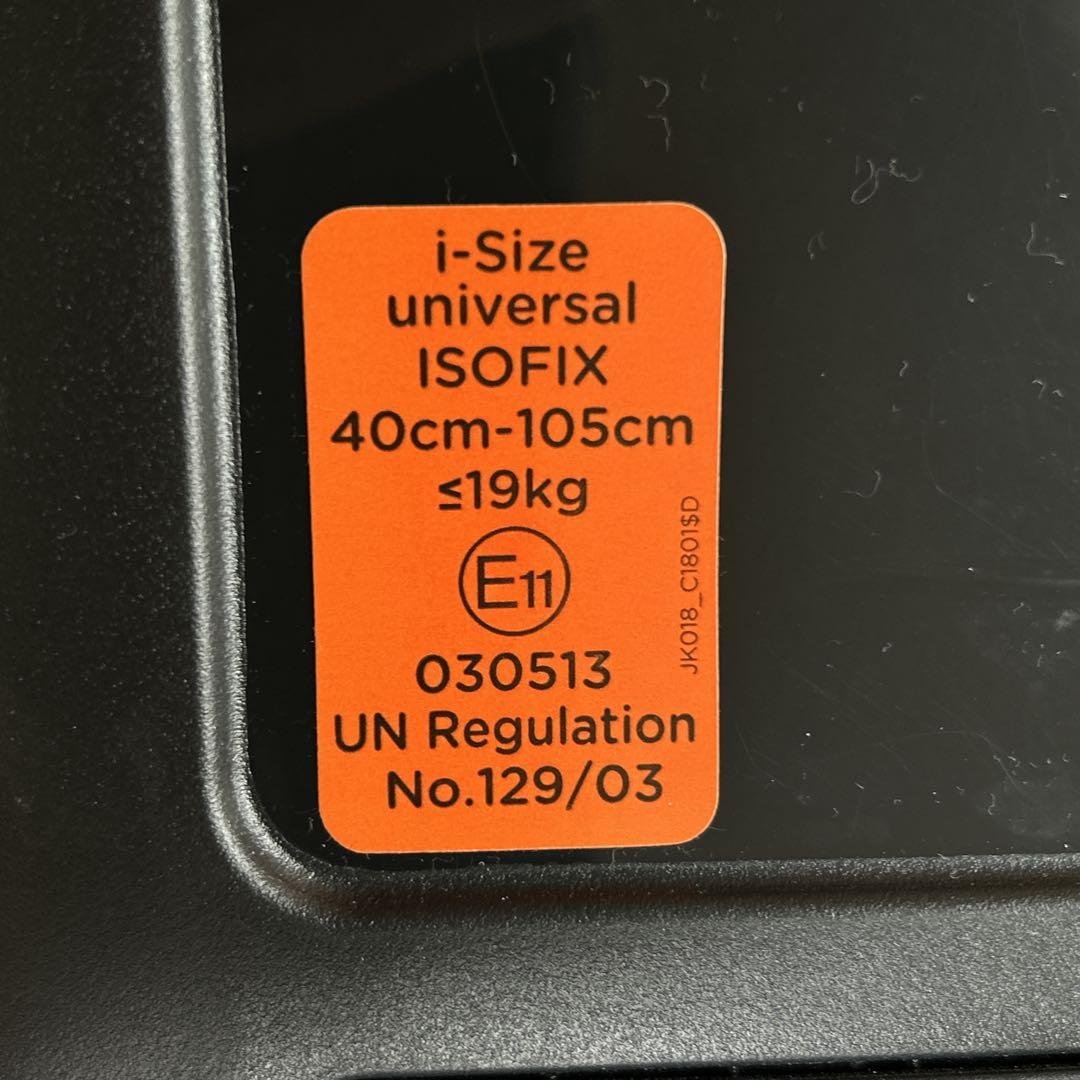 i-Size
universal
ISOFIX
40cm-105cm
≤19kg
E11
030513
UN Regulation
No.129/03
JK018_C1801$D